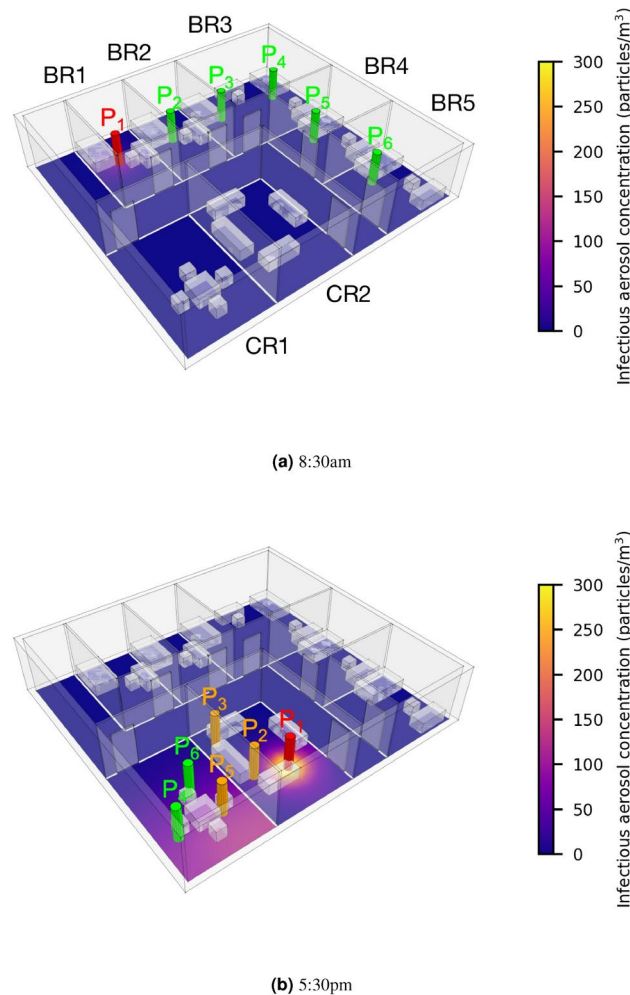 BR3
BR2
BR1
BR4
BR5
P4
P3
P5
P2
P6
P1
CR2
CR1
300
250
200
150
100
50
0
Infectious aerosol concentration (particles/m³)
(a) 8:30am
P3
P1
P2
P6
P5
P4
300
250
200
150
100
50
0
Infectious aerosol concentration (particles/m³)
(b) 5:30pm